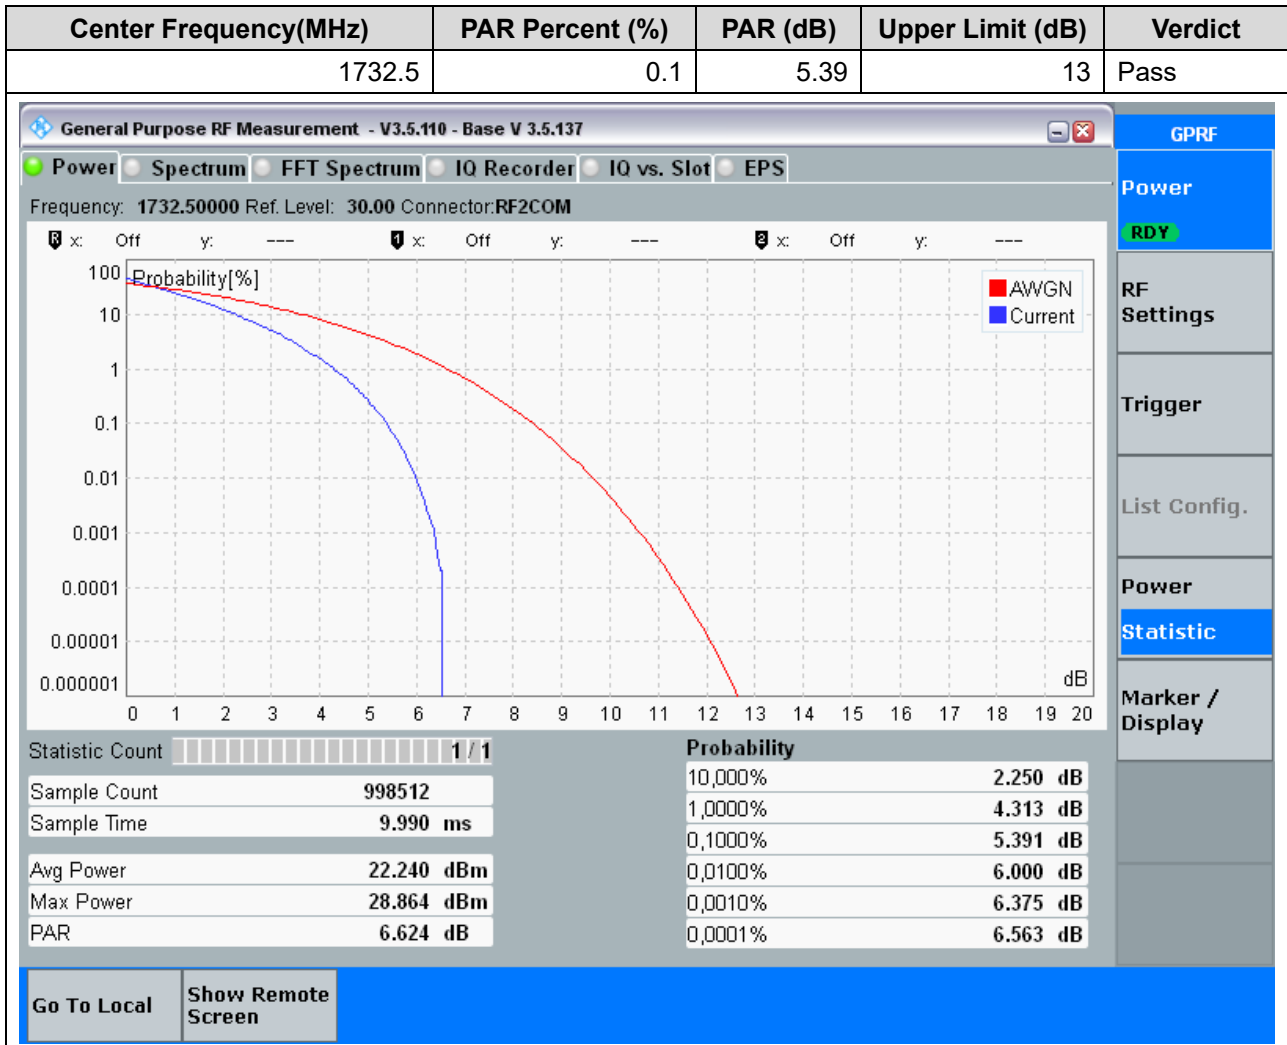 Center Frequency(MHz) PAR Percent (%) PAR (dB) Upper Limit (dB) Verdict
1732.5 0.1 5.39 13 Pass
General Purpose RF Measurement - V3.5.110 - Base V 3.5.137
GPRF
Power Spectrum FFT Spectrum IQ Recorder IQ vs. Slot EPS
Frequency: 1732.50000 Ref. Level: 30.00 Connector:RF2COM
R x: Off y: --- 1 x: Off y: --- 2 x: Off y: ---
Probability[%]
AWGN
Current
100
10
1
0.1
0.01
0.001
0.0001
0.00001
0.000001
dB
0 1 2 3 4 5 6 7 8 9 10 11 12 13 14 15 16 17 18 19 20
Statistic Count 1 / 1
Sample Count 998512
Sample Time 9.990 ms
Avg Power 22.240 dBm
Max Power 28.864 dBm
PAR 6.624 dB
Probability
10,000% 2.250 dB
1,0000% 4.313 dB
0,1000% 5.391 dB
0,0100% 6.000 dB
0,0010% 6.375 dB
0,0001% 6.563 dB
Power
RDY
RF
Settings
Trigger
List Config.
Power
Statistic
Marker /
Display
Go To Local
Show Remote
Screen